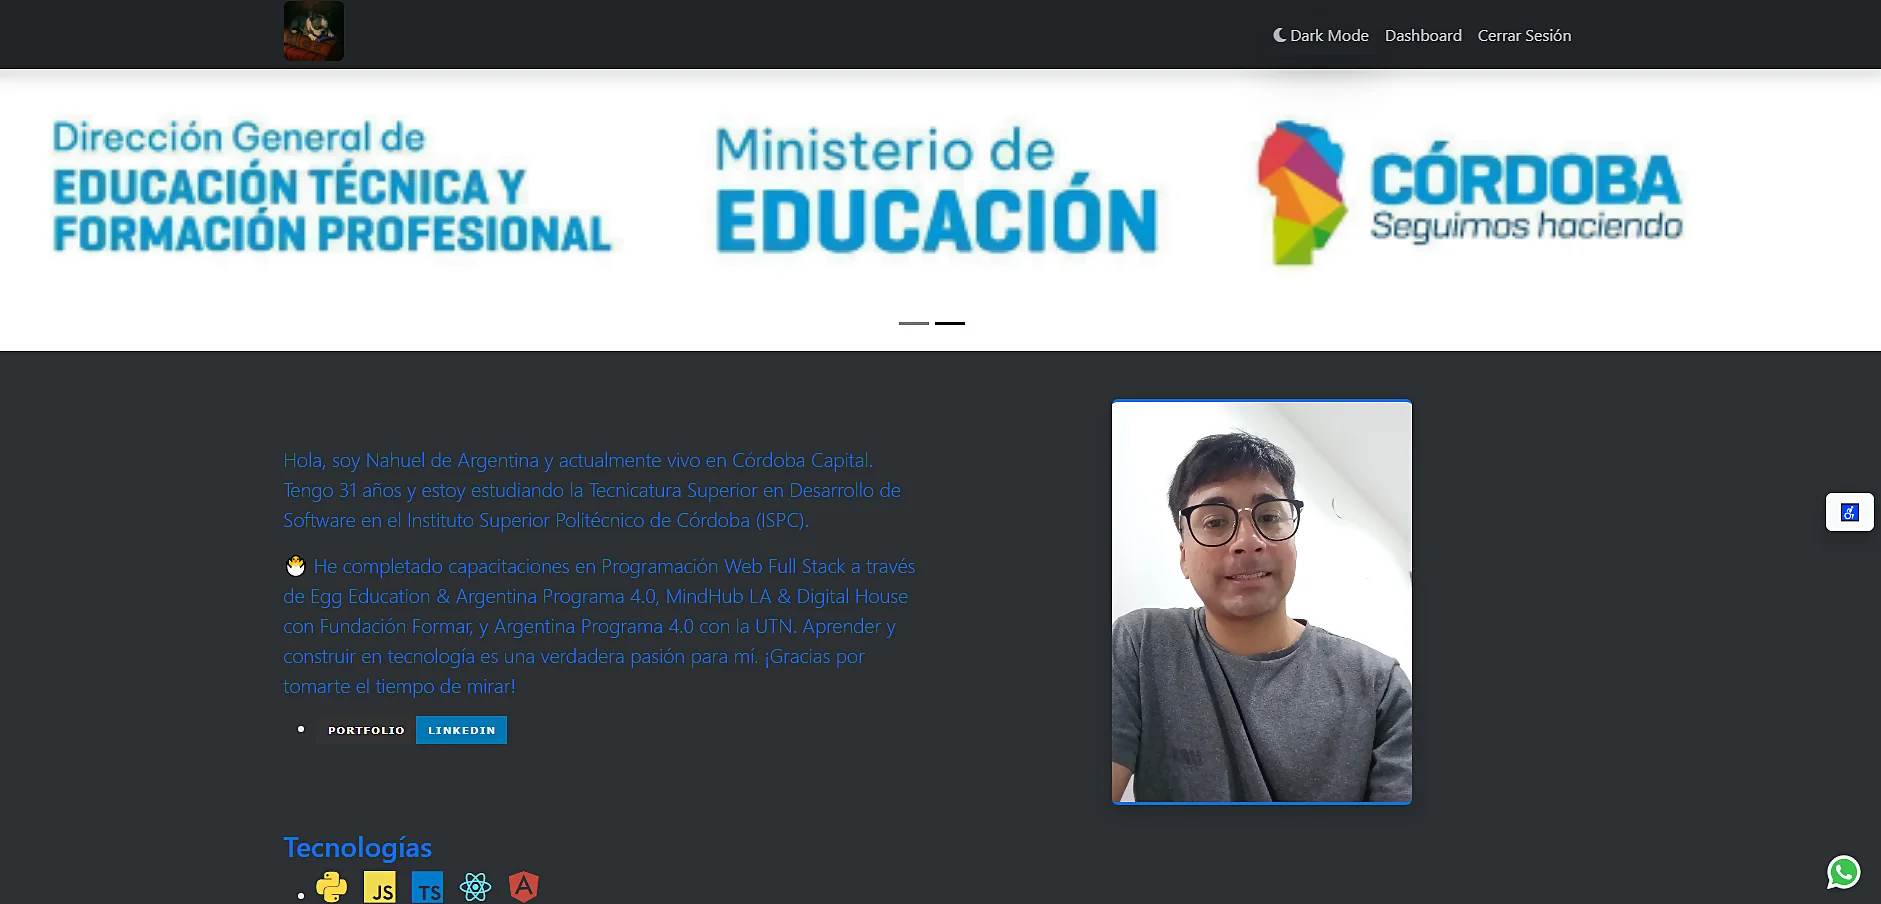 Dark Mode Dashboard Cerrar Sesión
Dirección General de
EDUCACIÓN TÉCNICA Y
FORMACIÓN PROFESIONAL
Ministerio de
EDUCACIÓN
CÓRDOBA
Seguimos haciendo
Hola, soy Nahuel de Argentina y actualmente vivo en Córdoba Capital.
Tengo 31 años y estoy estudiando la Tecnicatura Superior en Desarrollo de
Software en el Instituto Superior Politécnico de Córdoba (ISPC).
🐣 He completado capacitaciones en Programación Web Full Stack a través
de Egg Education & Argentina Programa 4.0, MindHub LA & Digital House
con Fundación Formar, y Argentina Programa 4.0 con la UTN. Aprender y
construir en tecnología es una verdadera pasión para mí. ¡Gracias por
tomarte el tiempo de mirar!
PORTFOLIO LINKEDIN
Tecnologías
JS TS A